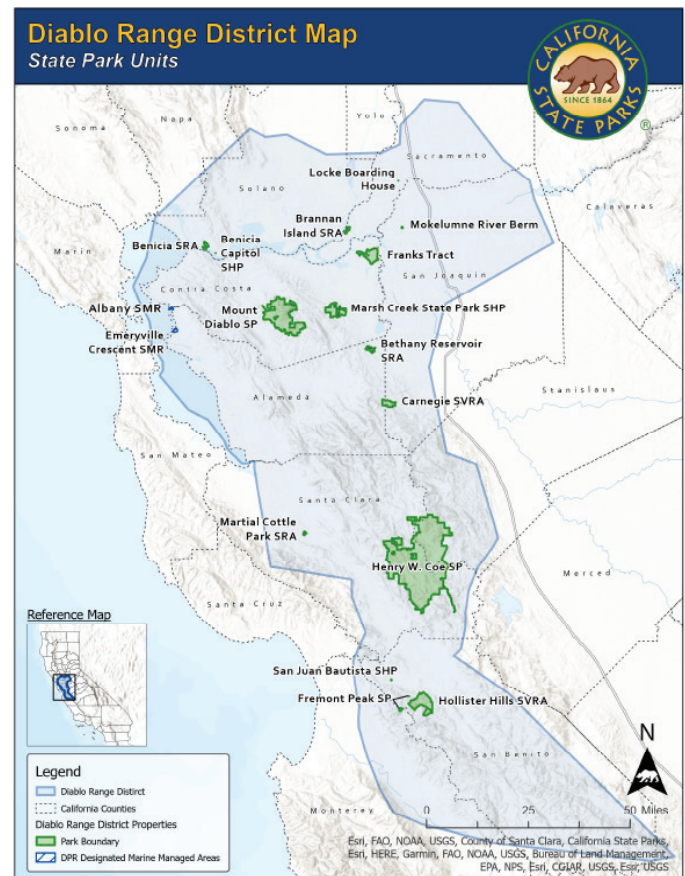 Diablo Range District Map
State Park Units
CALIFORNIA
SINCE 1864
STATE PARKS
®
Sonoma
Napa
Yolo
Sacramento
Locke Boarding
House
Solano
Calaveras
Brannan
Island SRA
Mokelumne River Berm
Benicia SRA
Benicia
Capitol
SHP
Marin
Franks Tract
San Joaquin
Contra Costa
Albany SMR
Mount
Diablo SP
Marsh Creek State Park SHP
Emeryville
Crescent SMR
Bethany Reservoir
SRA
Stanislaus
Alameda
Carnegie SVRA
San Mateo
Santa Clara
Martial Cottle
Park SRA
Henry W. Coe SP
Merced
Santa Cruz
Reference Map
San Juan Bautista SHP
Fremont Peak SP
Hollister Hills SVRA
N
San Benito
Legend
Diablo Range Distirct
California Counties
Diablo Range District Properties
Park Boundary
DPR Designated Marine Managed Areas
Monterey
0 25 50 Miles
Esri, FAO, NOAA, USGS, County of Santa Clara, California State Parks,
Esri, HERE, Garmin, FAO, NOAA, USGS, Bureau of Land Management,
EPA, NPS, Esri, CGIAR, USGS, Esri, USGS